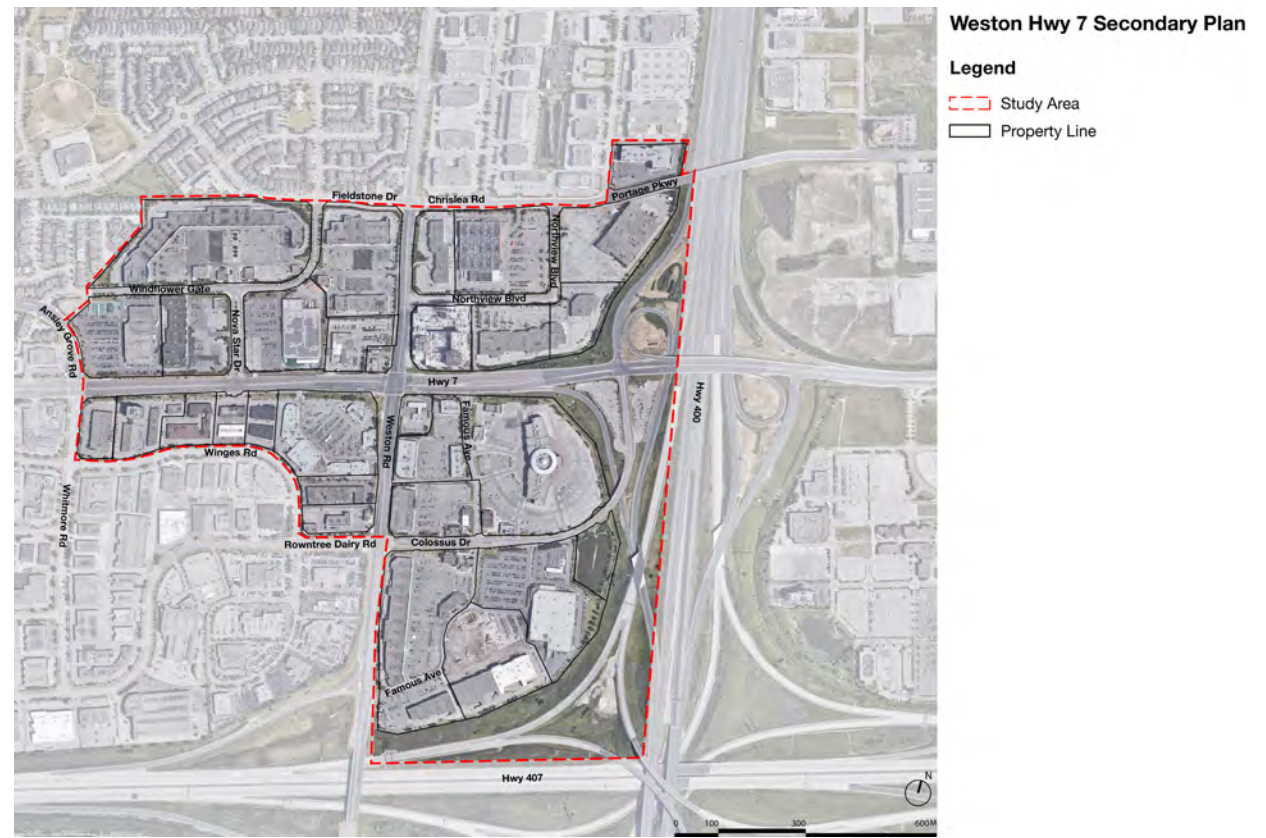 Weston Hwy 7 Secondary Plan
Legend
Study Area
Property Line
Fieldstone Dr
Chrislea Rd
Portage Pkwy
Northview Blvd
Windflower Gate
Northview Blvd
Nova Star Dr
Ansley Grove Rd
Hwy 7
Hwy 400
Weston Rd
Famous Ave
Winges Rd
Whitmore Rd
Rowntree Dairy Rd
Colossus Dr
Famous Ave
Hwy 407
N
0 100 300 600M